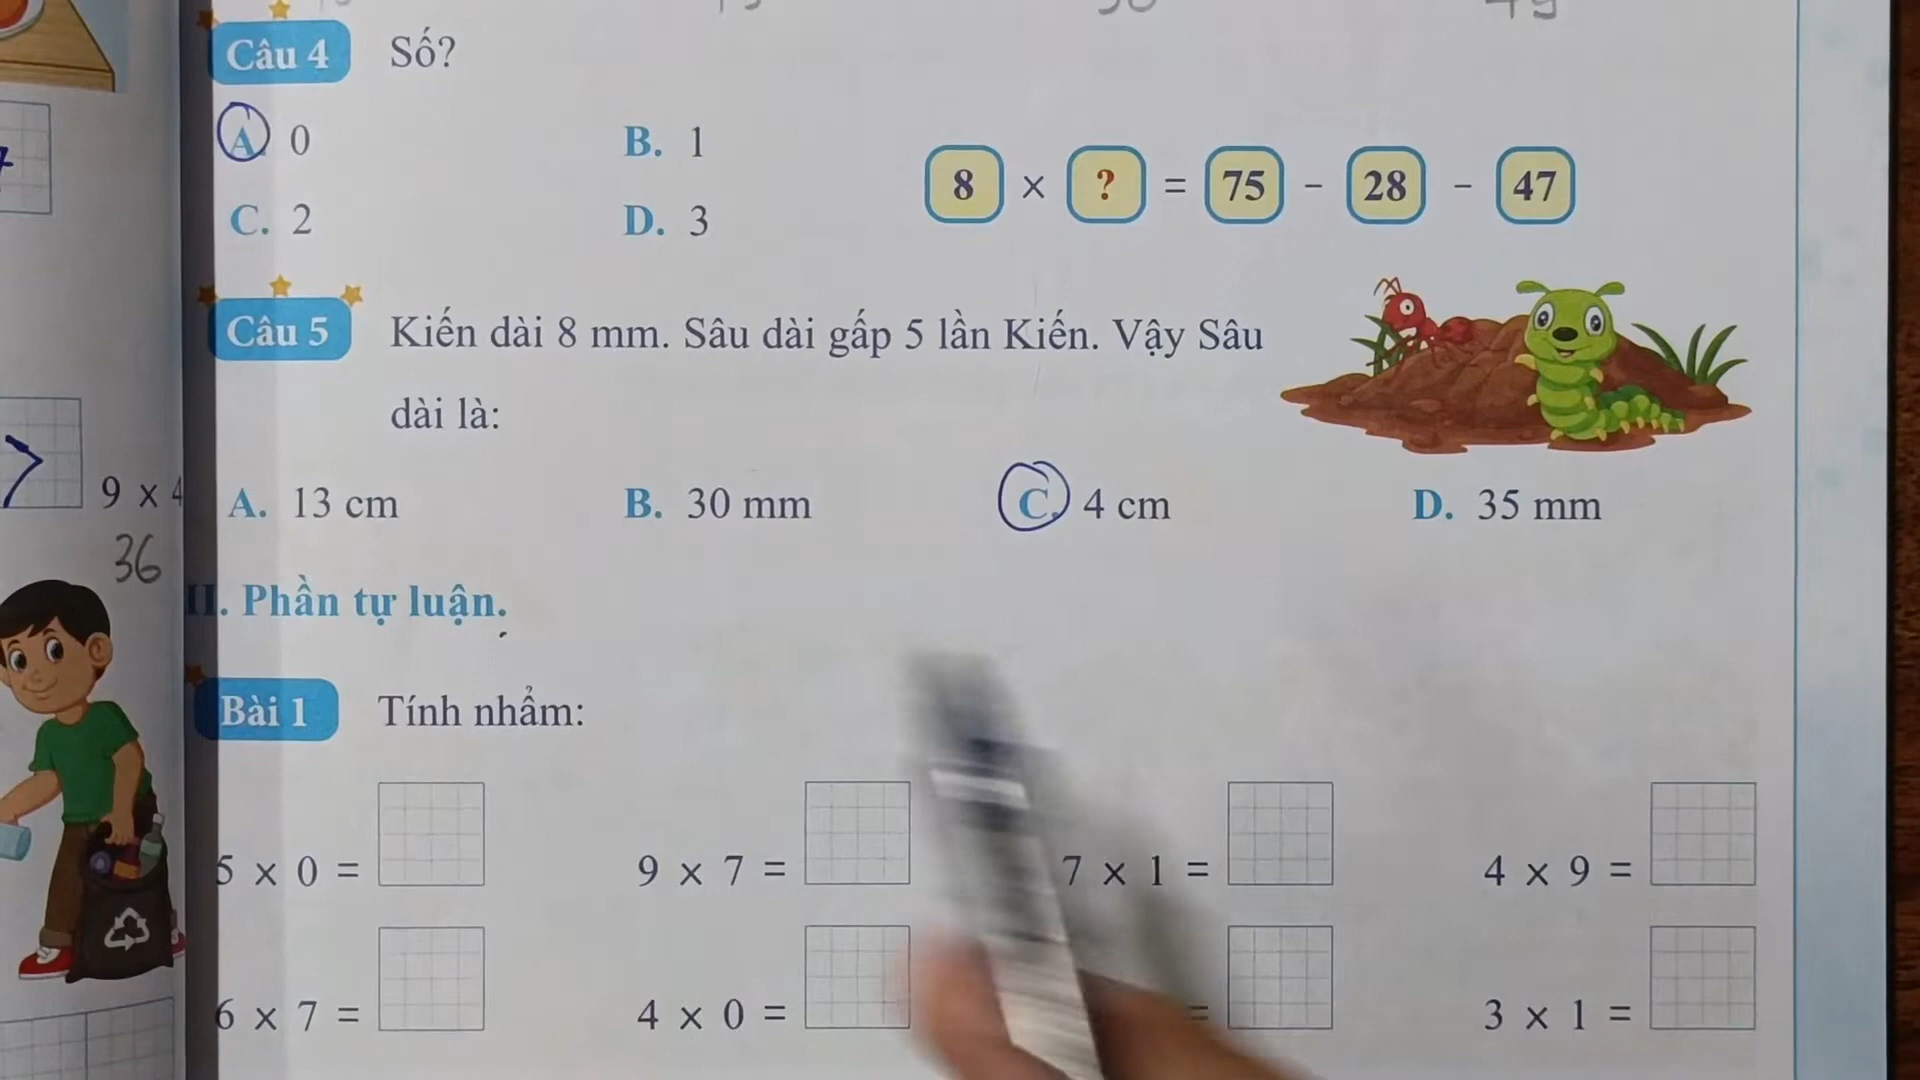 Câu 4 Số?
A. 0 B. 1
8 × ? = 75 - 28 - 47
C. 2 D. 3
Câu 5 Kiến dài 8 mm. Sâu dài gấp 5 lần Kiến. Vậy Sâu
dài là:
A. 13 cm B. 30 mm C. 4 cm D. 35 mm
9 × 4
36
II. Phần tự luận.
Bài 1 Tính nhẩm:
5 × 0 = 9 × 7 = 7 × 1 = 4 × 9 =
6 × 7 = 4 × 0 = = 3 × 1 =